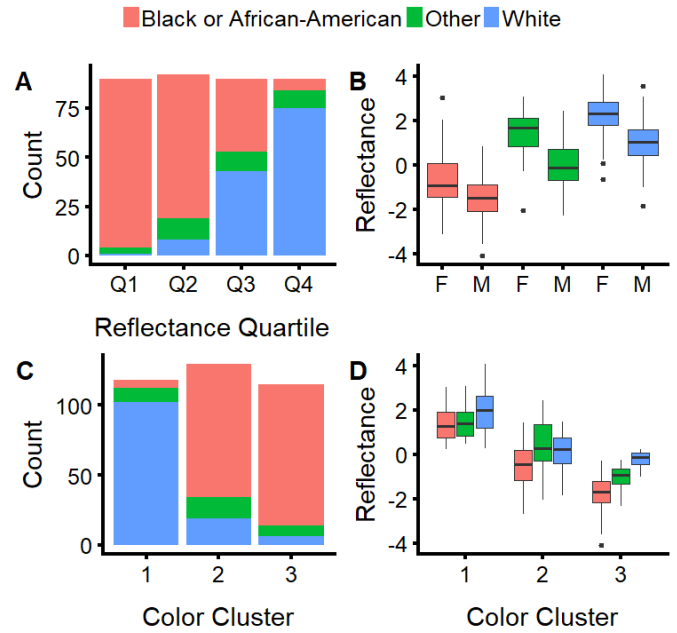 Black or African-American Other White
A
Count
75
50
25
0
Q1 Q2 Q3 Q4
Reflectance Quartile
B
Reflectance
4
2
0
-2
-4
F M F M F M
C
Count
100
50
0
1 2 3
Color Cluster
D
Reflectance
4
2
0
-2
-4
1 2 3
Color Cluster